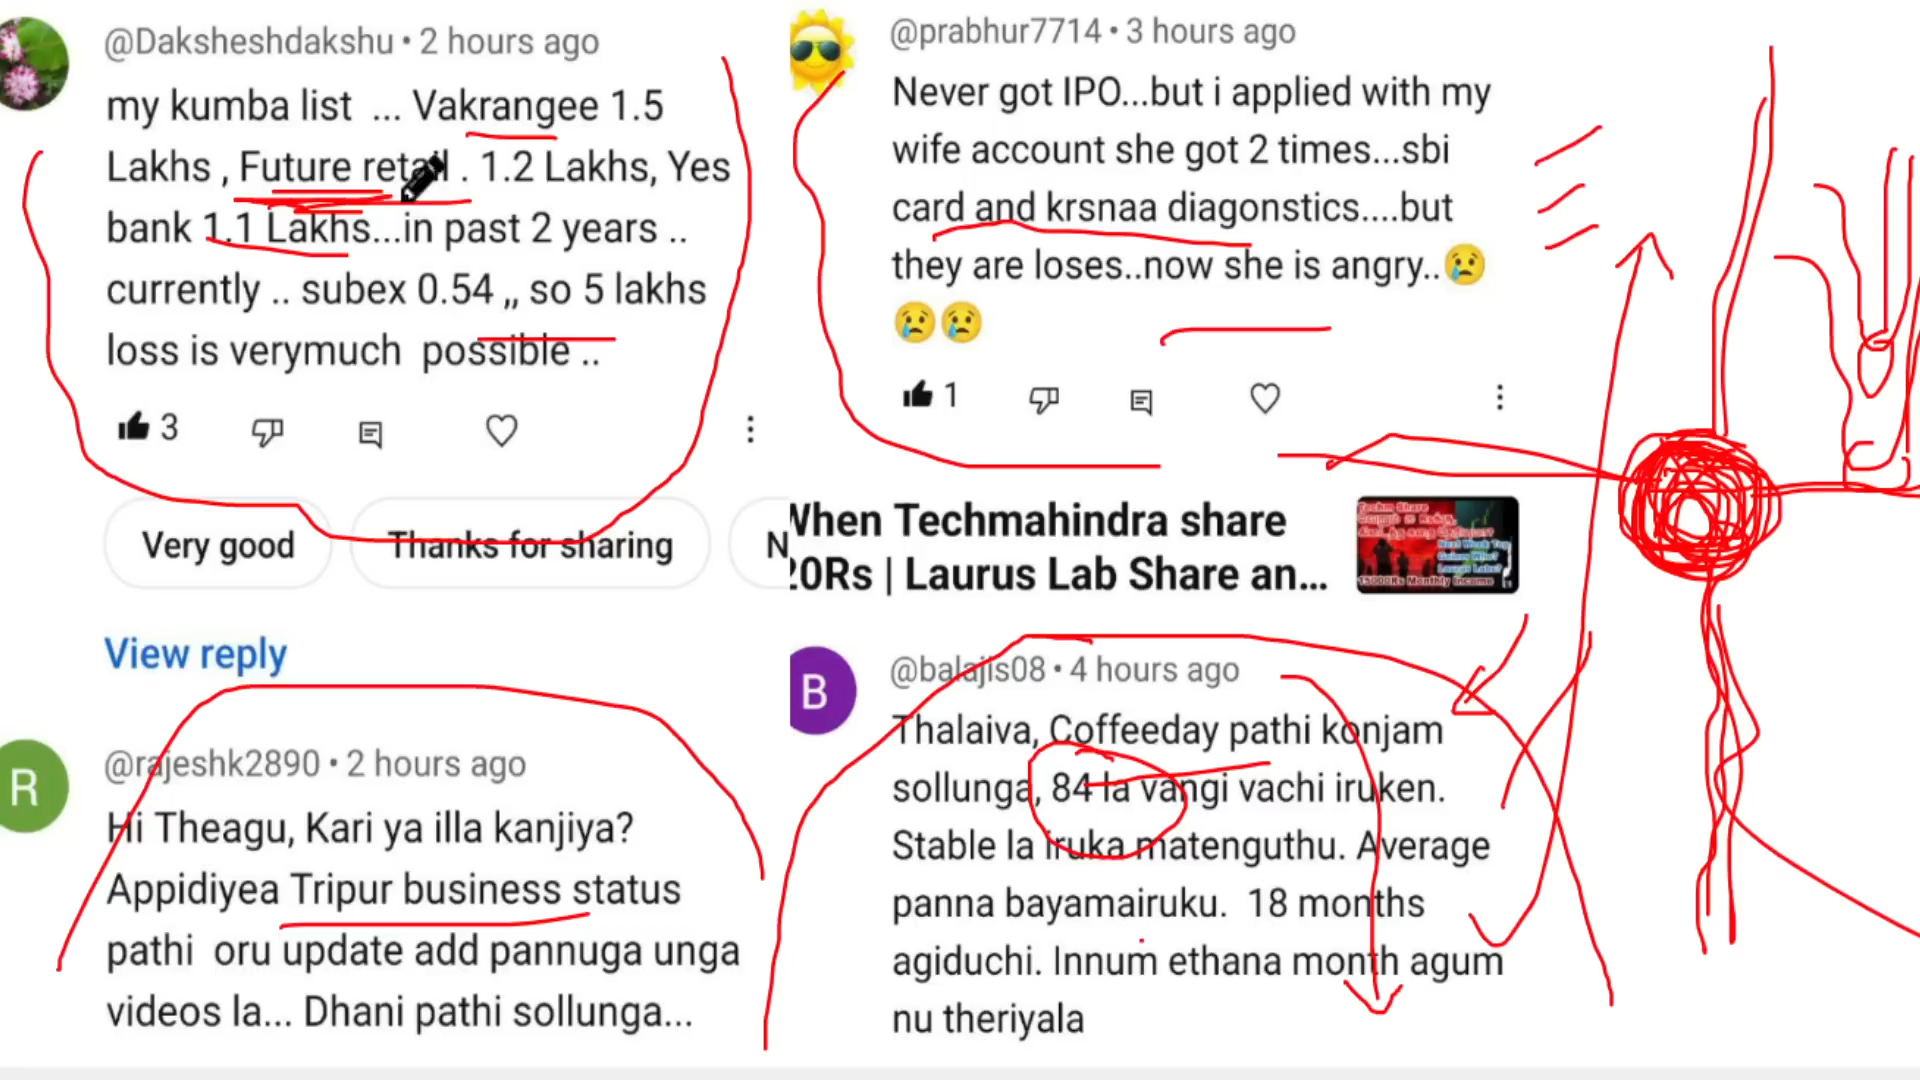 @Daksheshdakshu • 2 hours ago
my kumba list ... Vakrangee 1.5
Lakhs , Future retail . 1.2 Lakhs, Yes
bank 1.1 Lakhs...in past 2 years ..
currently .. subex 0.54 ,, so 5 lakhs
loss is verymuch possible ..
3
Very good
Thanks for sharing
N
View reply
R
@rajeshk2890 • 2 hours ago
Hi Theagu, Kari ya illa kanjiya?
Appidiyea Tripur business status
pathi oru update add pannuga unga
videos la... Dhani pathi sollunga...
@prabhur7714 • 3 hours ago
Never got IPO...but i applied with my
wife account she got 2 times...sbi
card and krsnaa diagonstics....but
they are loses..now she is angry..😢
😢😢
1
When Techmahindra share
20Rs | Laurus Lab Share an...
15000Rs Monthly Income
B
@balajis08 • 4 hours ago
Thalaiva, Coffeeday pathi konjam
sollunga, 84 la vangi vachi iruken.
Stable la iruka matenguthu. Average
panna bayamairuku. 18 months
agiduchi. Innum ethana month agum
nu theriyala